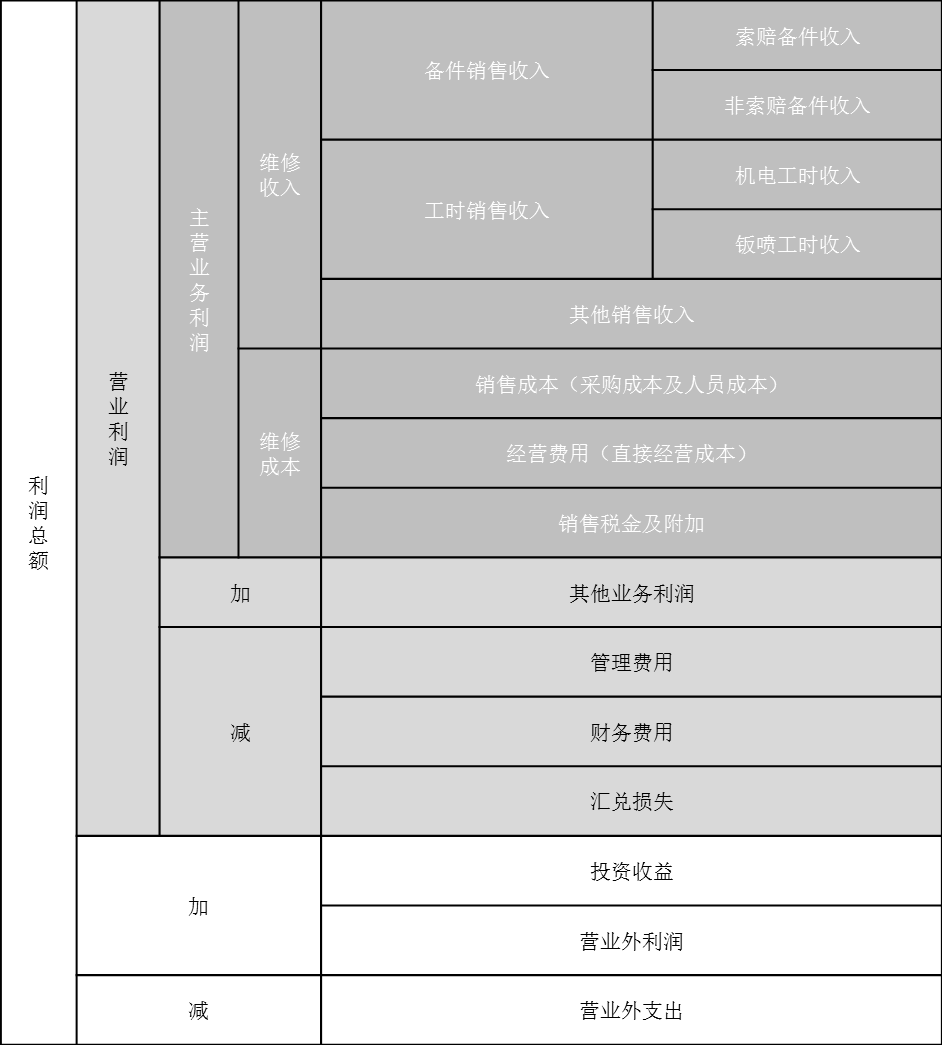 利润总额
营业利润
主营业务利润
维修
收入
备件销售收入
索赔备件收入
非索赔备件收入
工时销售收入
机电工时收入
钣喷工时收入
其他销售收入
维修
成本
销售成本（采购成本及人员成本）
经营费用（直接经营成本）
销售税金及附加
加
其他业务利润
减
管理费用
财务费用
汇兑损失
加
投资收益
营业外利润
减
营业外支出